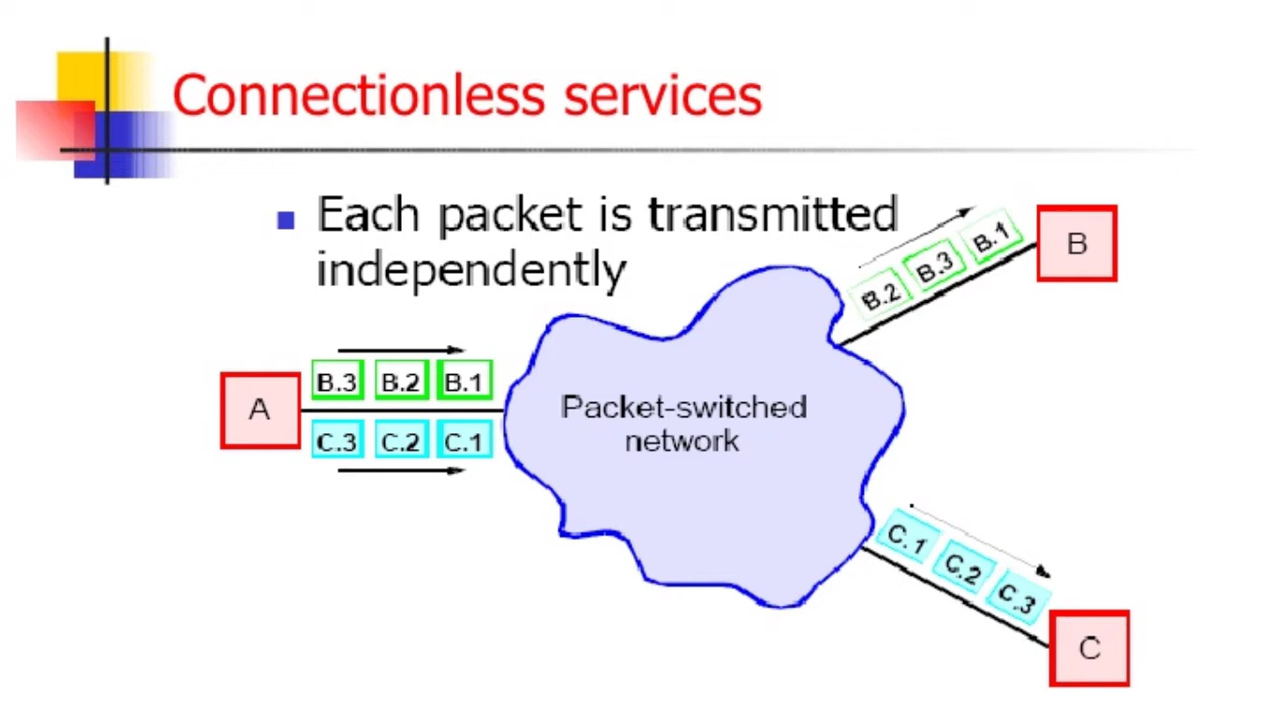 Connectionless services
Each packet is transmitted
independently
B.2 B.3 B.1
B
A
B.3 B.2 B.1
C.3 C.2 C.1
Packet-switched
network
C.1 C.2 C.3
C